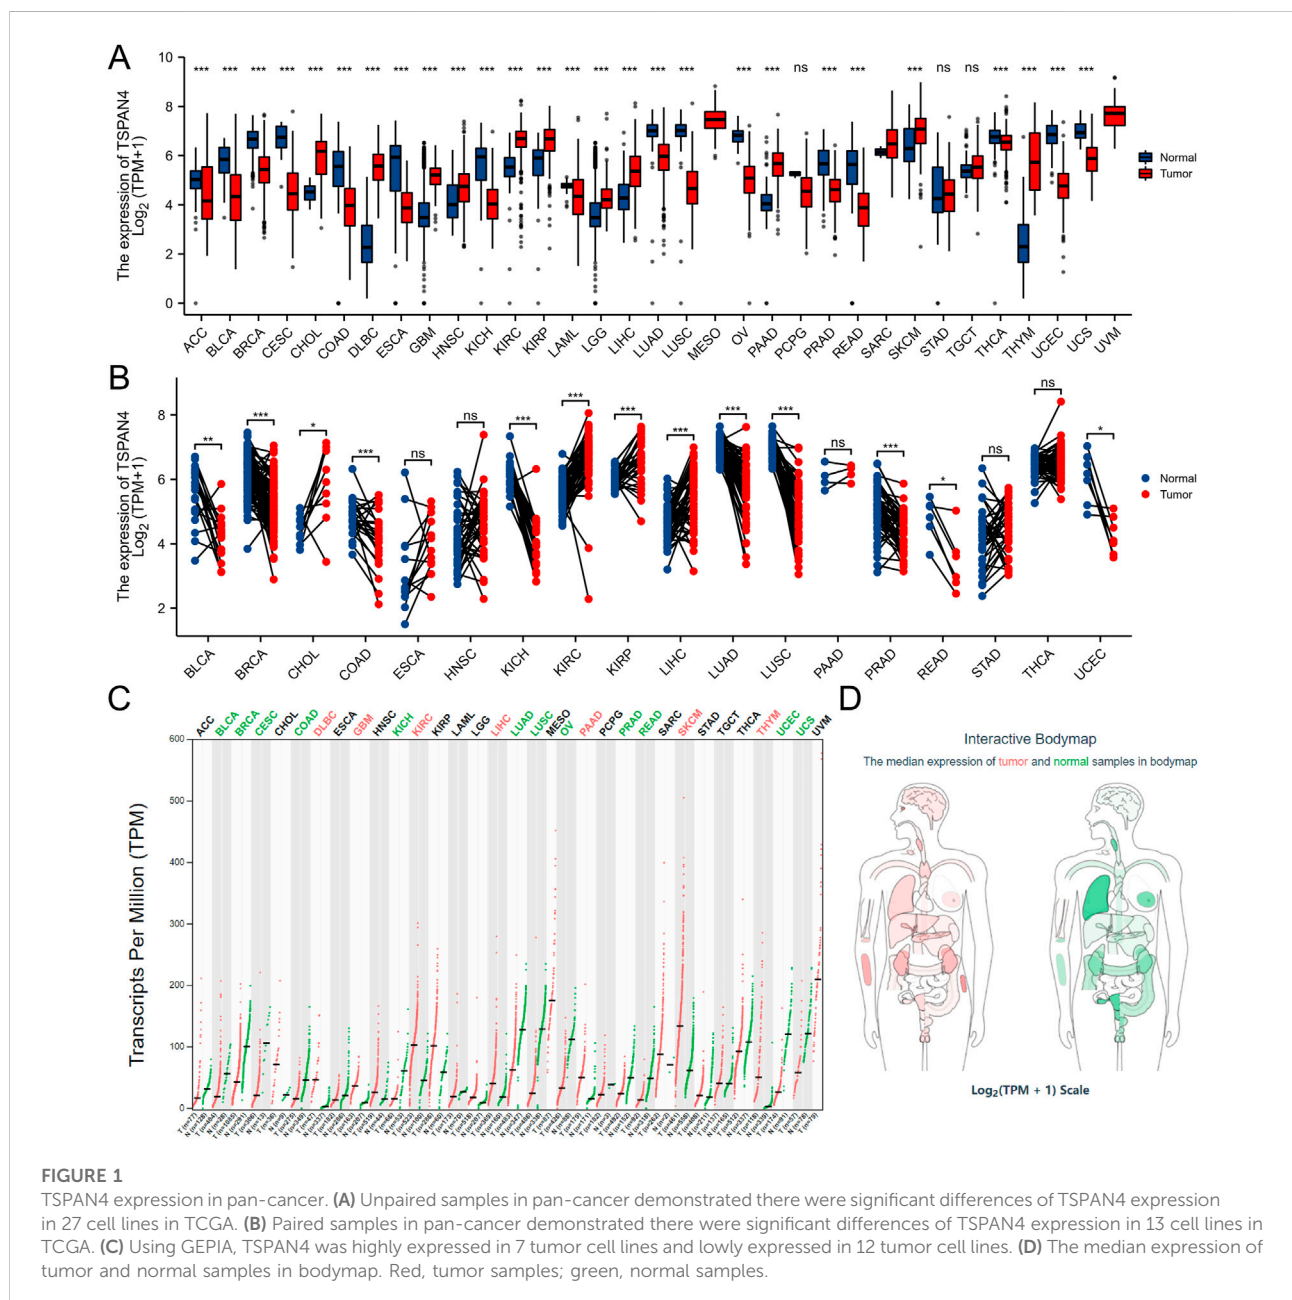 A
The expression of TSPAN4
Log2 (TPM+1)
10
8
6
4
2
0
*** *** *** *** *** *** *** *** *** *** *** *** *** *** *** *** *** *** *** *** ns *** *** *** ns ns *** *** *** ***
ACC BLCA BRCA CESC CHOL COAD DLBC ESCA GBM HNSC KICH KIRC KIRP LAML LGG LIHC LUAD LUSC MESO OV PAAD PCPG PRAD READ SARC SKCM STAD TGCT THCA THYM UCEC UCS UVM
Normal
Tumor
B
The expression of TSPAN4
Log2 (TPM+1)
8
6
4
2
** *** * *** ns ns *** *** *** *** *** *** ns *** * ns ns *
BLCA BRCA CHOL COAD ESCA HNSC KICH KIRC KIRP LIHC LUAD LUSC PAAD PRAD READ STAD THCA UCEC
Normal
Tumor
C
ACC BLCA BRCA CESC CHOL COAD DLBC ESCA GBM HNSC KICH KIRC KIRP LAML LGG LIHC LUAD LUSC MESO OV PAAD PCPG PRAD READ SARC SKCM STAD TGCT THCA THYM UCEC UCS UVM
Transcripts Per Million (TPM)
600
500
400
300
200
100
0
D
Interactive Bodymap
The median expression of tumor and normal samples in bodymap
Log2(TPM + 1) Scale
FIGURE 1
TSPAN4 expression in pan-cancer. (A) Unpaired samples in pan-cancer demonstrated there were significant differences of TSPAN4 expression
in 27 cell lines in TCGA. (B) Paired samples in pan-cancer demonstrated there were significant differences of TSPAN4 expression in 13 cell lines in
TCGA. (C) Using GEPIA, TSPAN4 was highly expressed in 7 tumor cell lines and lowly expressed in 12 tumor cell lines. (D) The median expression of
tumor and normal samples in bodymap. Red, tumor samples; green, normal samples.